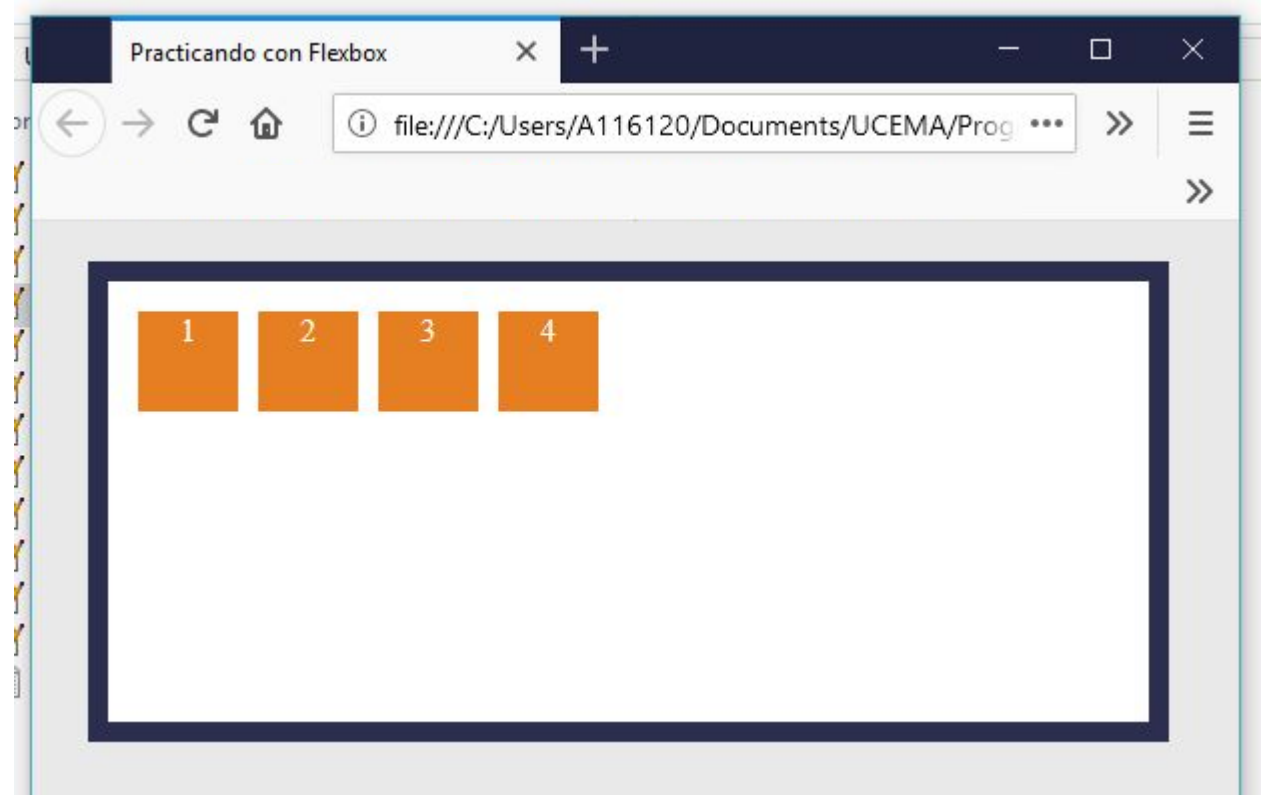 Practicando con Flexbox
file:///C:/Users/A116120/Documents/UCEMA/Prog
1 2 3 4